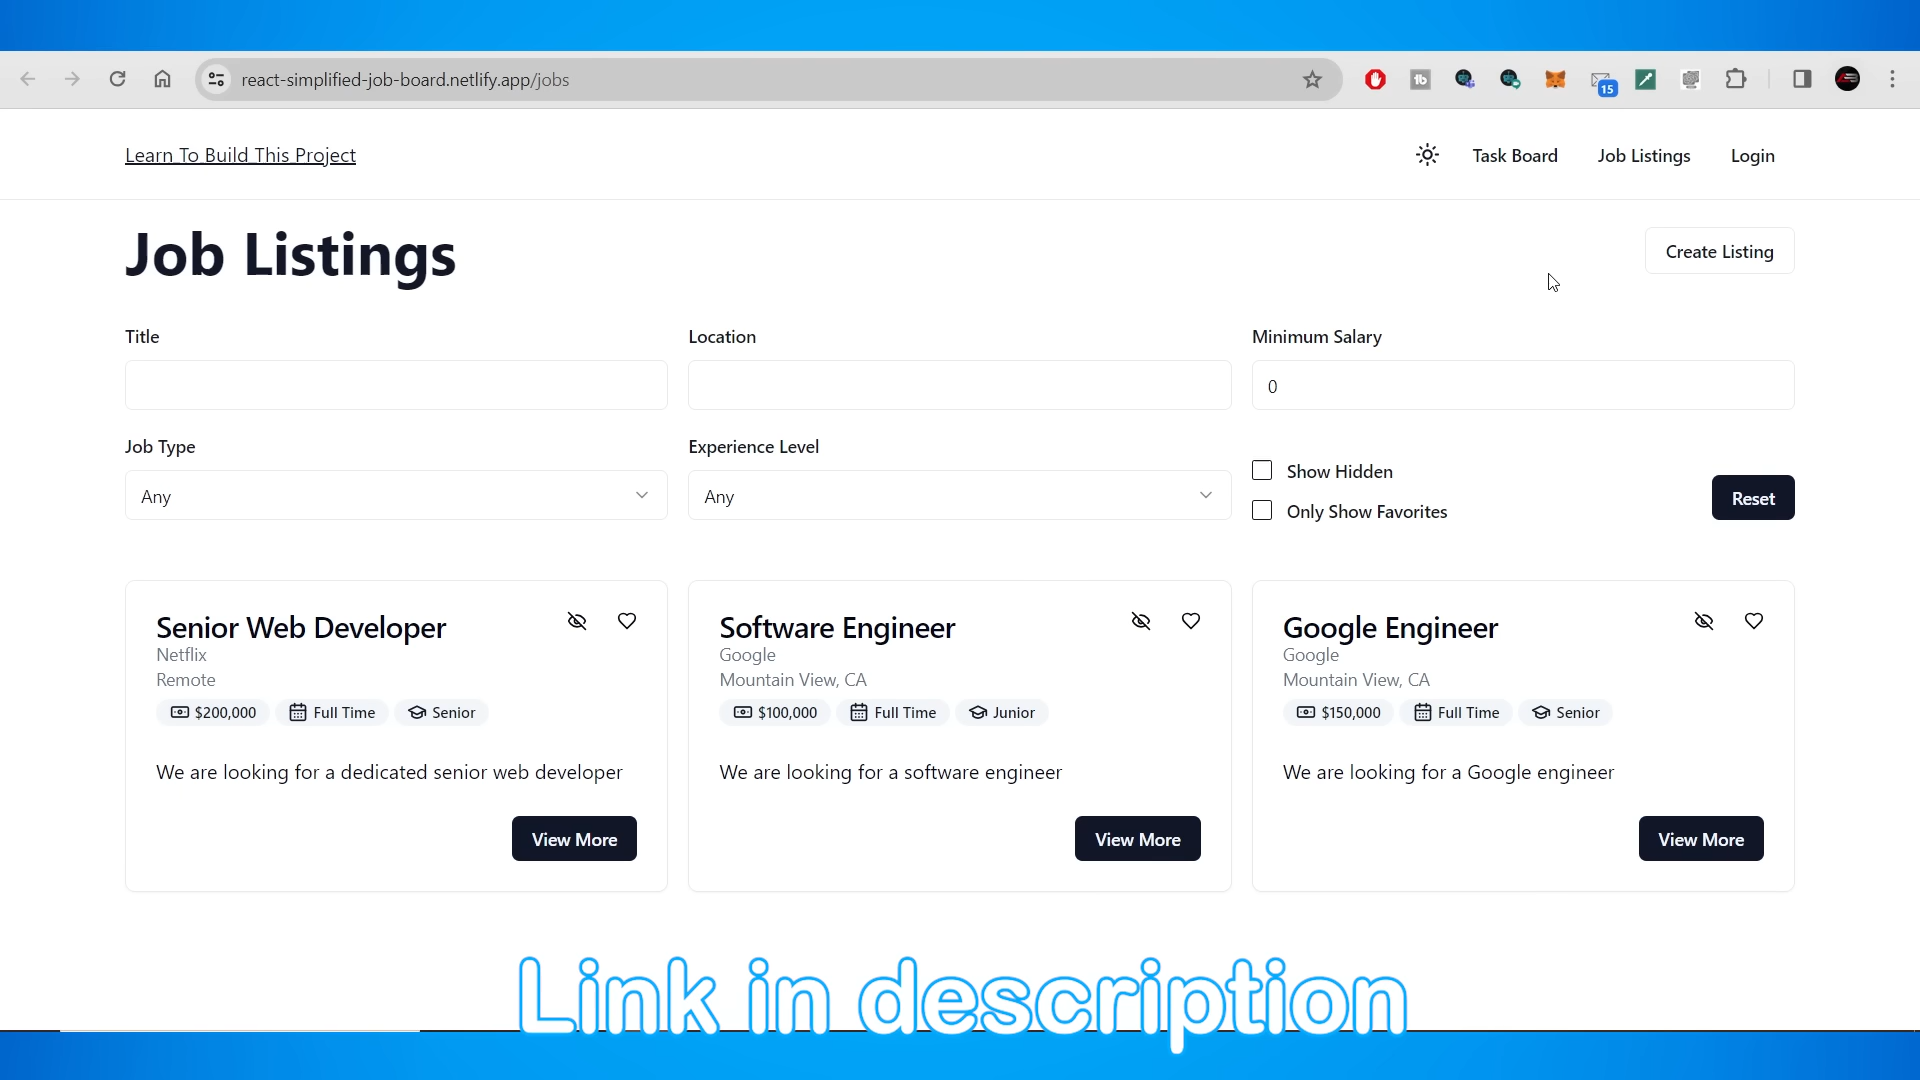 react-simplified-job-board.netlify.app/jobs
15
Learn To Build This Project
Task Board
Job Listings
Login
Job Listings
Create Listing
Title
Location
Minimum Salary
0
Job Type
Experience Level
Any
Any
Show Hidden
Only Show Favorites
Reset
Senior Web Developer
Netflix
Remote
$200,000 Full Time Senior
We are looking for a dedicated senior web developer
View More
Software Engineer
Google
Mountain View, CA
$100,000 Full Time Junior
We are looking for a software engineer
View More
Google Engineer
Google
Mountain View, CA
$150,000 Full Time Senior
We are looking for a Google engineer
View More
Link in description